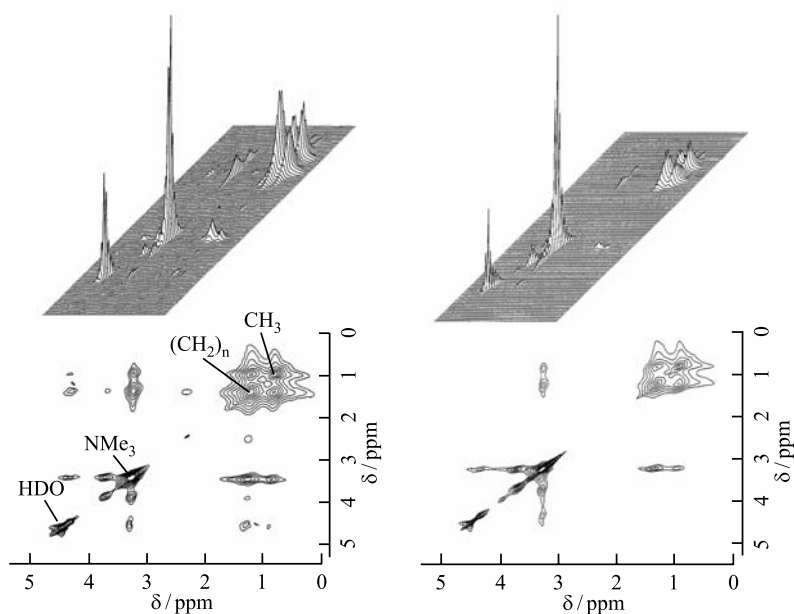 0
CH₃
(CH₂)ₙ
1
2
NMe₃
3
HDO
4
5
δ / ppm
5 4 3 2 1 0
δ / ppm
0
1
2
3
4
5
δ / ppm
5 4 3 2 1 0
δ / ppm